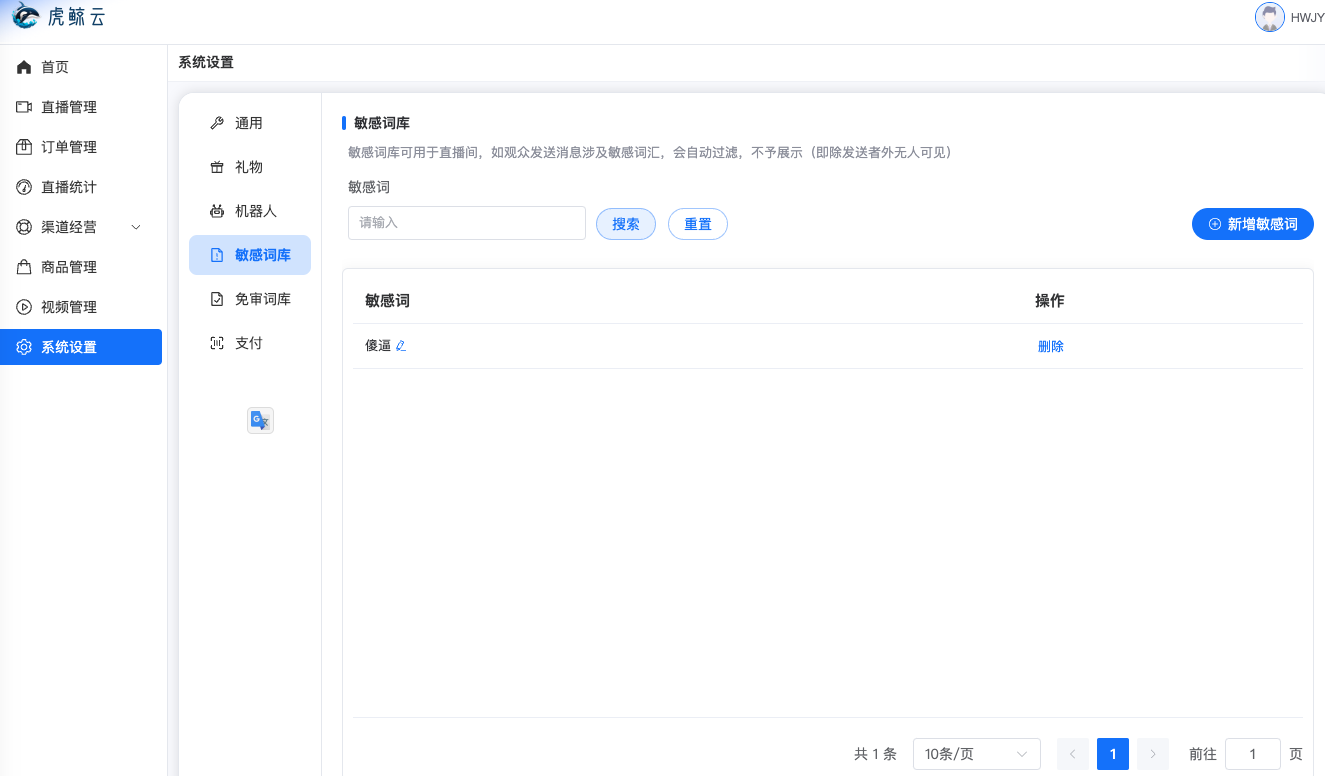 虎鲸云
HWJY
首页
直播管理
订单管理
直播统计
渠道经营
商品管理
视频管理
系统设置
系统设置
通用
礼物
机器人
敏感词库
免审词库
支付
敏感词库
敏感词库可用于直播间，如观众发送消息涉及敏感词汇，会自动过滤，不予展示（即除发送者外无人可见）
敏感词
请输入
搜索
重置
新增敏感词
敏感词
操作
傻逼
删除
共 1 条
10条/页
1
前往
1
页